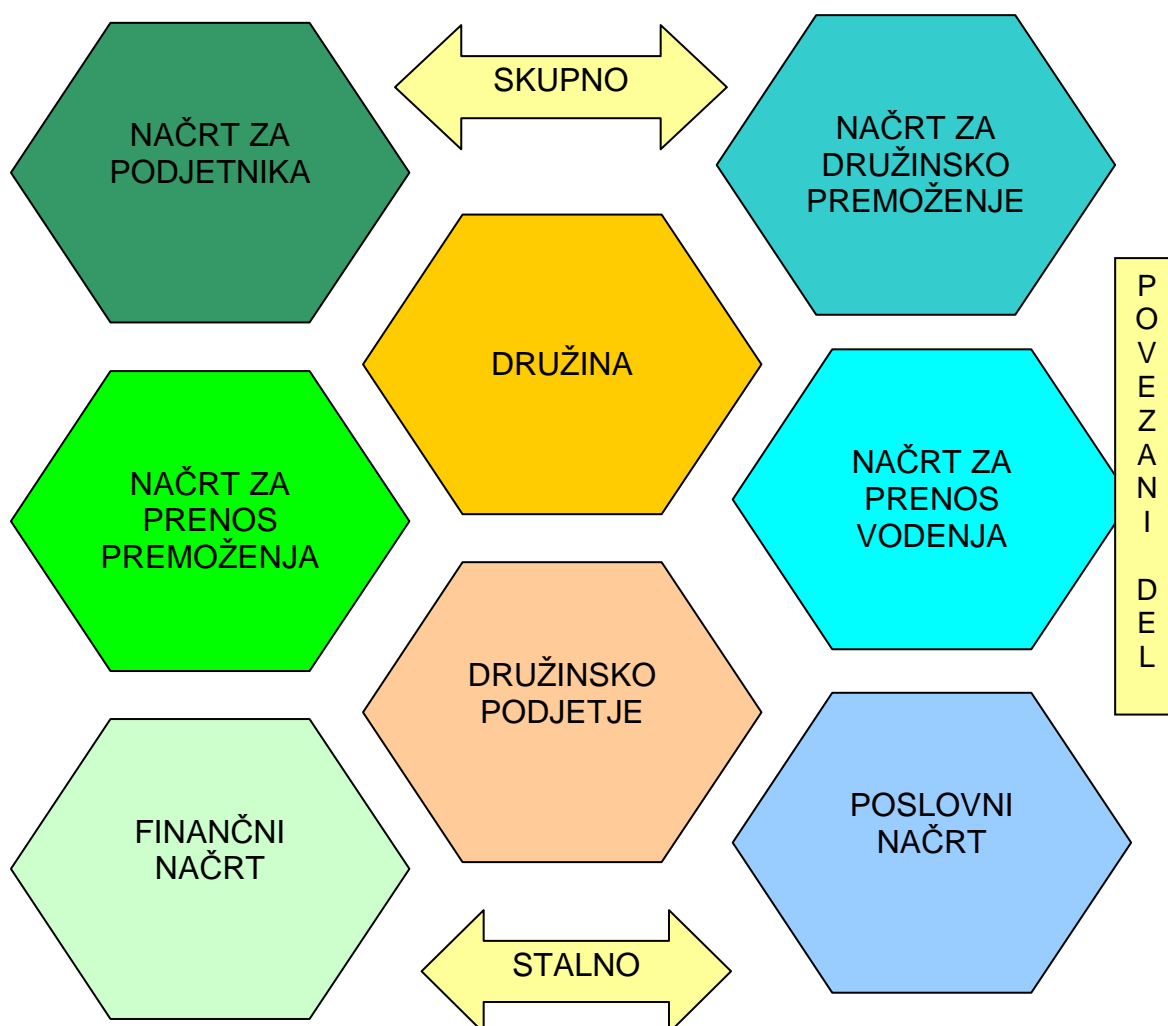 SKUPNO
NAČRT ZA
PODJETNIKA
NAČRT ZA
DRUŽINSKO
PREMOŽENJE
DRUŽINA
NAČRT ZA
PRENOS
PREMOŽENJA
NAČRT ZA
PRENOS
VODENJA
P
O
V
E
Z
A
N
I
D
E
L
DRUŽINSKO
PODJETJE
FINANČNI
NAČRT
POSLOVNI
NAČRT
STALNO